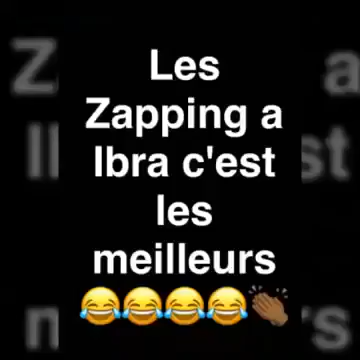 Les
Zapping a
Ibra c'est
les
meilleurs
😂😂😂😂👏🏾